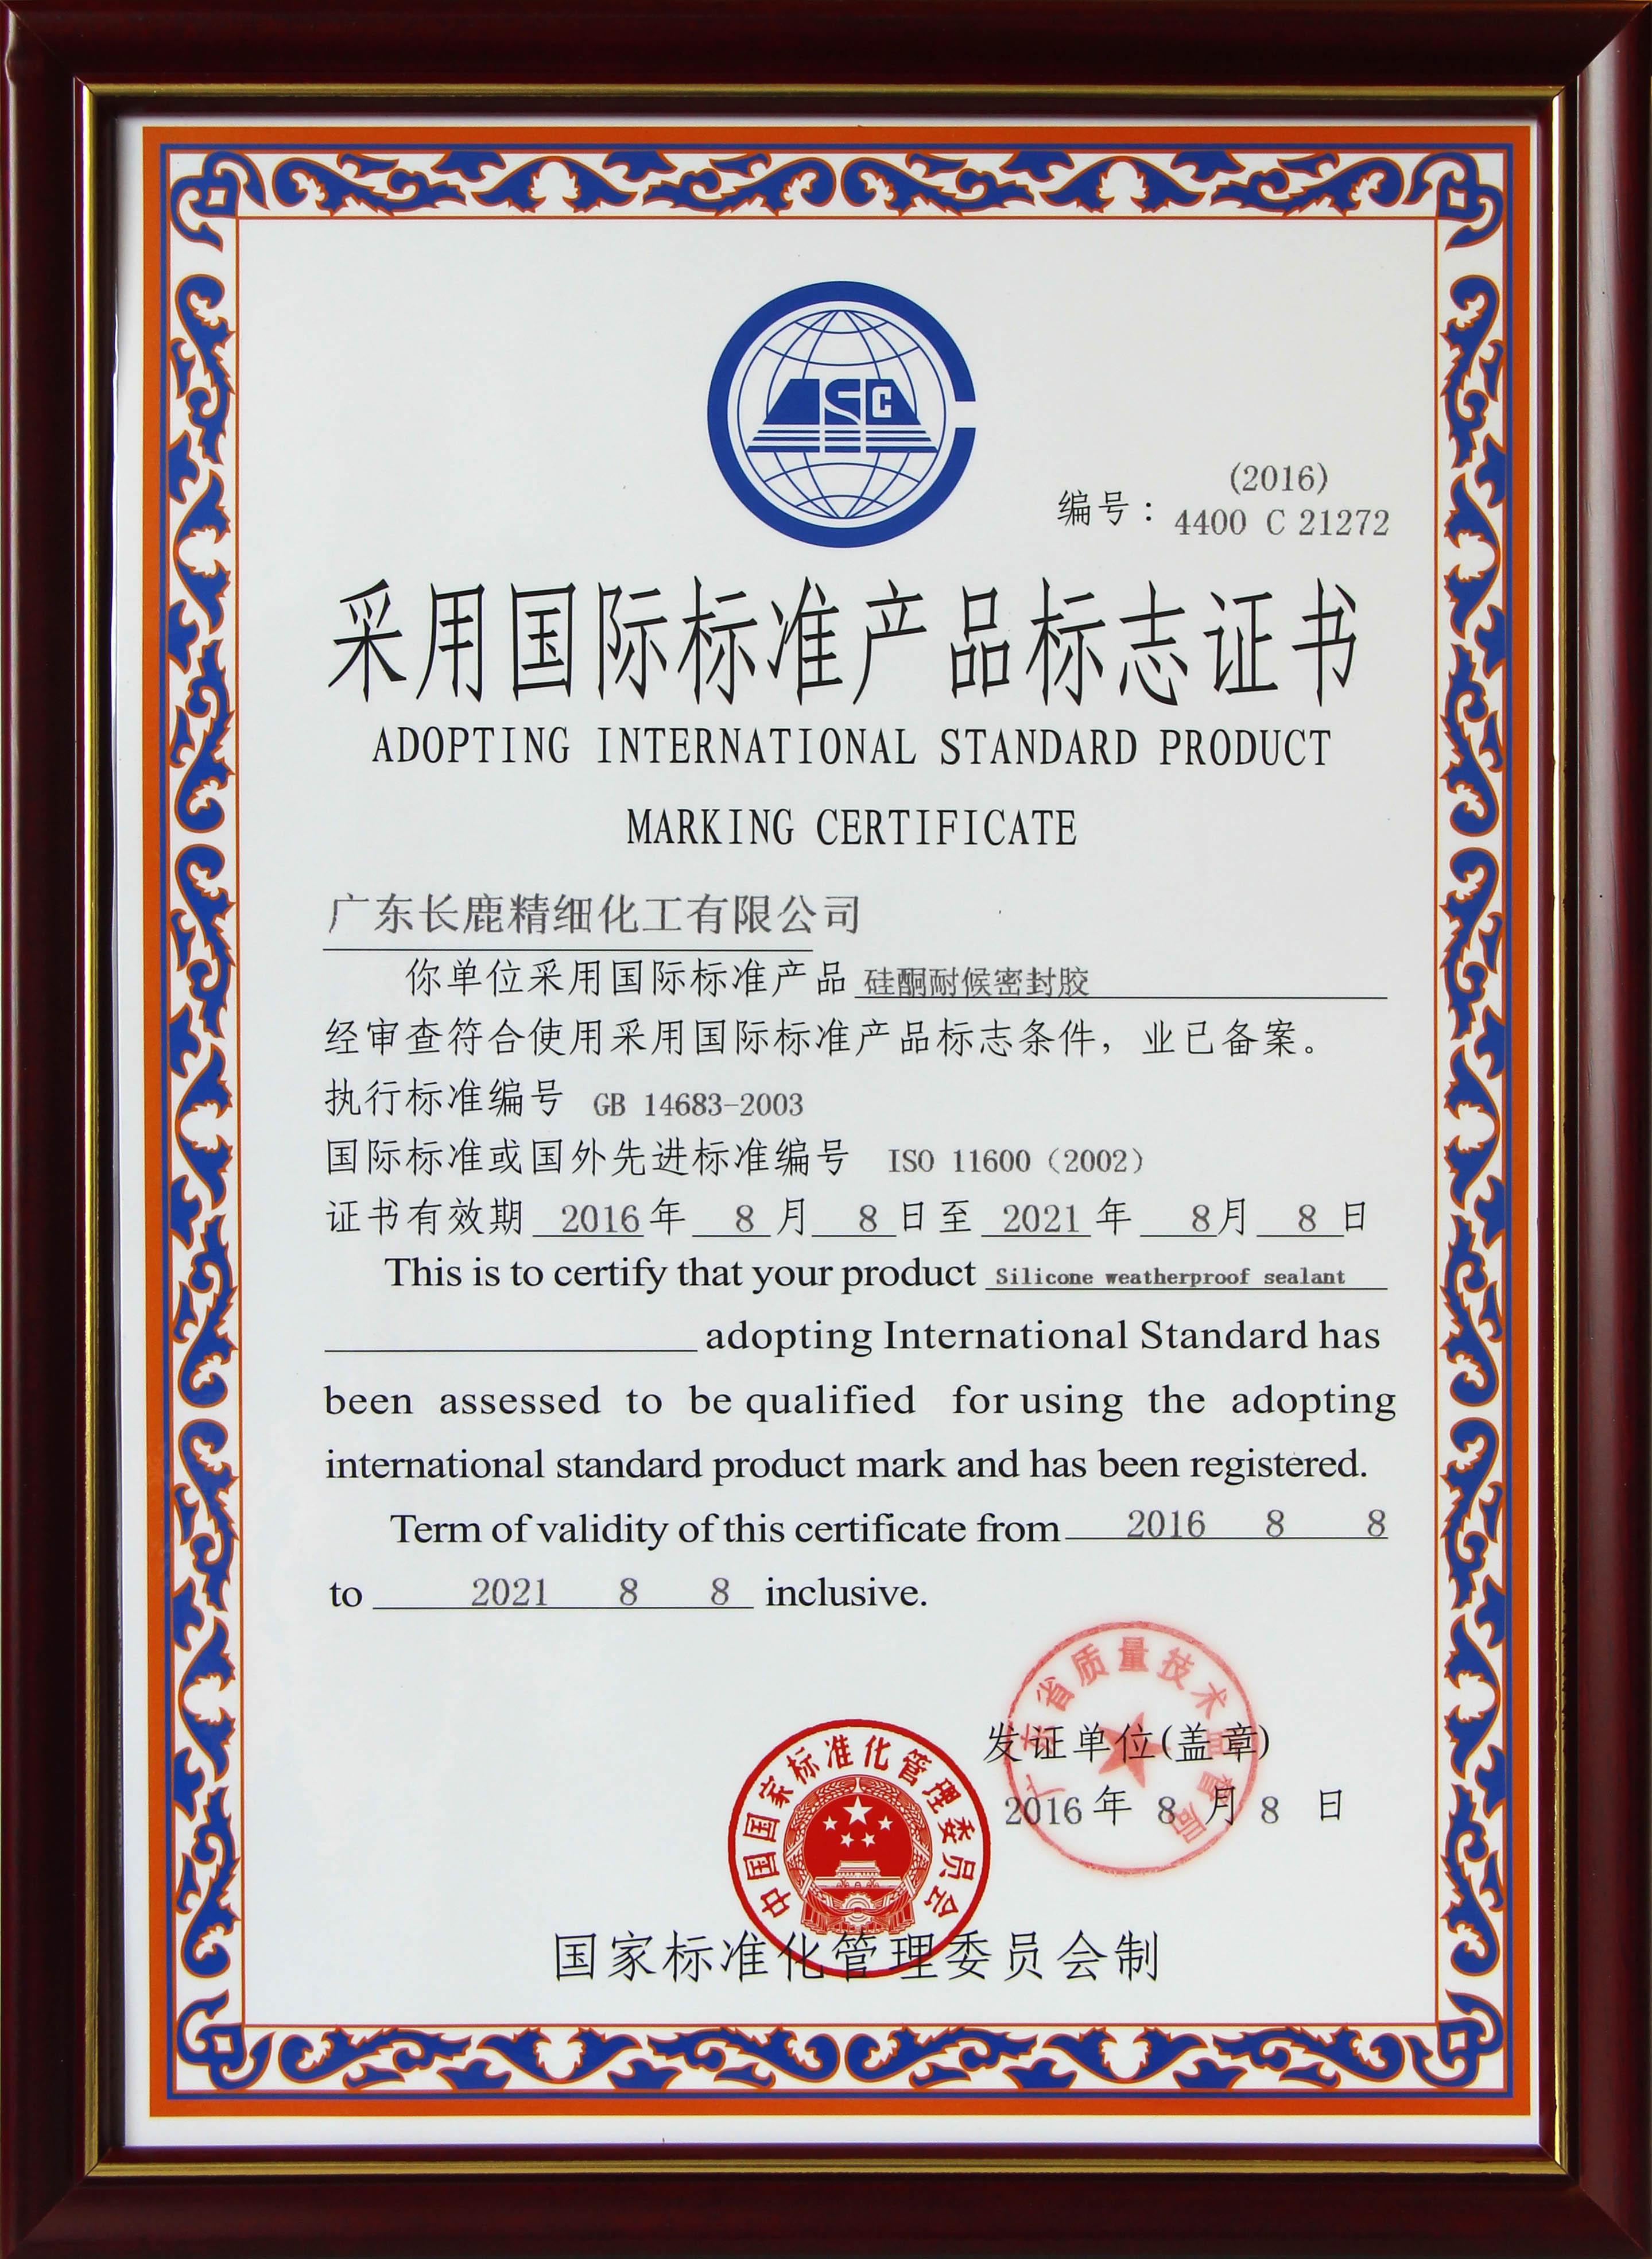 (2016)
编号：4400 C 21272
采用国际标准产品标志证书
ADOPTING INTERNATIONAL STANDARD PRODUCT
MARKING CERTIFICATE
广东长鹿精细化工有限公司
你单位采用国际标准产品 硅酮耐候密封胶
经审查符合使用采用国际标准产品标志条件，业已备案。
执行标准编号 GB 14683-2003
国际标准或国外先进标准编号 ISO 11600（2002）
证书有效期 2016 年 8 月 8 日至 2021 年 8月 8 日
This is to certify that your product Silicone weatherproof sealant
adopting International Standard has
been assessed to be qualified for using the adopting
international standard product mark and has been registered.
Term of validity of this certificate from 2016 8 8
to 2021 8 8 inclusive.
广东省质量技术监督局
发证单位(盖章)
2016 年 8 月 8 日
中国国家标准化管理委员会
国家标准化管理委员会制